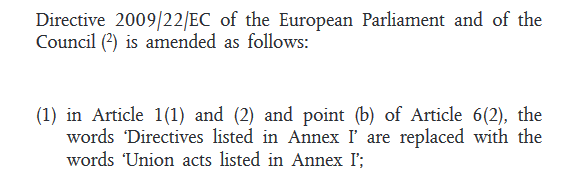 Directive 2009/22/EC of the European Parliament and of the
Council (²) is amended as follows:
(1) in Article 1(1) and (2) and point (b) of Article 6(2), the
words ‘Directives listed in Annex I’ are replaced with the
words ‘Union acts listed in Annex I’;